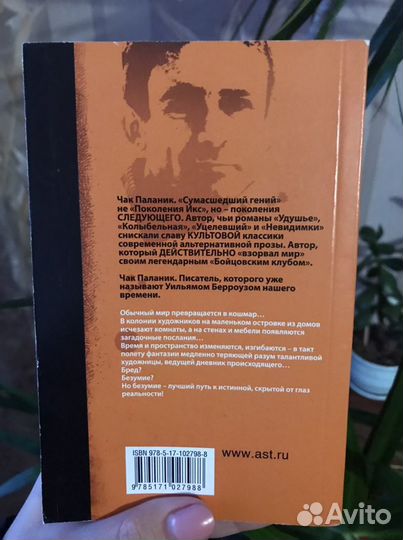 Чак Паланик. «Сумасшедший гений»
не «Поколения Икс», но – поколения
СЛЕДУЮЩЕГО. Автор, чьи романы "Удушье»,
«Колыбельная», «Уцелевший» и «Невидимки»
снискали славу КУЛЬТОВОЙ классики
современной альтернативной прозы. Автор,
который ДЕЙСТВИТЕЛЬНО «взорвал мир»
своим легендарным «Бойцовским клубом».
Чак Паланик. Писатель, которого уже
называют Уильямом Берроузом нашего
времени.
Обычный мир превращается в кошмар...
В колонии художников на маленьком островке из домов
исчезают комнаты, а на стенах и мебели появляются
загадочные послания...
Время и пространство изменяются, изгибаются – в такт
полету фантазии медленно теряющей разум талантливой
художницы, ведущей дневник происходящего...
Бред?
Безумие?
Но безумие – лучший путь к истинной, скрытой от глаз
реальности!
ISBN 978-5-17-102798-8
9 785171 027988
www.ast.ru
Avito